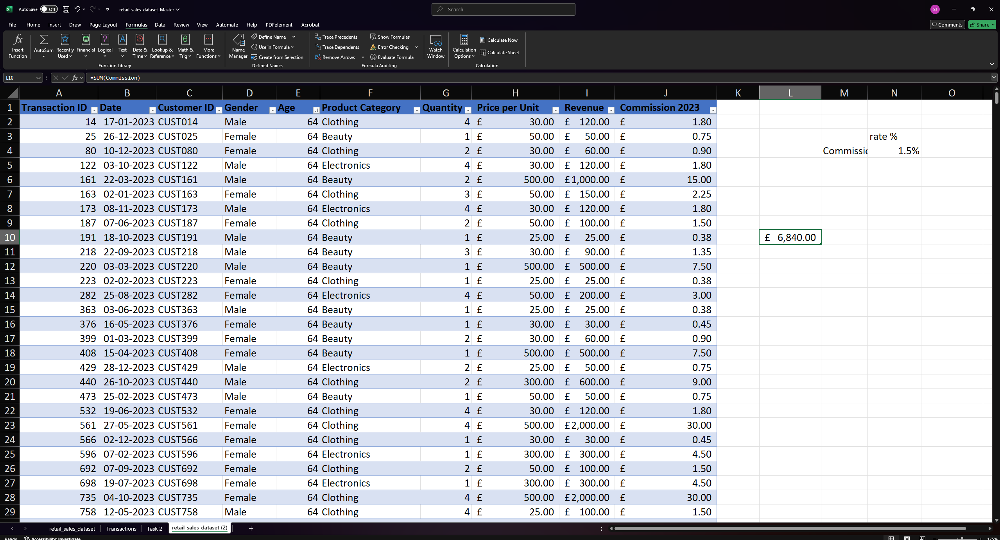 AutoSave Off retail_sales_dataset_Master Search SJ
File Home Insert Draw Page Layout Formulas Data Review View Automate Help PDFelement Acrobat Comments Share
Insert Function
AutoSum
Recently Used
Financial
Logical
Text
Date & Time
Lookup & Reference
Math & Trig
More Functions
Function Library
Name Manager
Define Name
Use in Formula
Create from Selection
Defined Names
Trace Precedents
Trace Dependents
Remove Arrows
Show Formulas
Error Checking
Evaluate Formula
Formula Auditing
Watch Window
Calculation Options
Calculate Now
Calculate Sheet
Calculation
L10 fx =SUM(Commission)
A B C D E F G H I J K L M N O
1 Transaction ID Date Customer ID Gender Age Product Category Quantity Price per Unit Revenue Commission 2023
2 14 17-01-2023 CUST014 Male 64 Clothing 4 £ 30.00 £ 120.00 £ 1.80
3 25 26-12-2023 CUST025 Female 64 Beauty 1 £ 50.00 £ 50.00 £ 0.75 rate %
4 80 10-12-2023 CUST080 Female 64 Clothing 2 £ 30.00 £ 60.00 £ 0.90 Commissio 1.5%
5 122 03-10-2023 CUST122 Male 64 Electronics 4 £ 30.00 £ 120.00 £ 1.80
6 161 22-03-2023 CUST161 Male 64 Beauty 2 £ 500.00 £1,000.00 £ 15.00
7 163 02-01-2023 CUST163 Female 64 Clothing 3 £ 50.00 £ 150.00 £ 2.25
8 173 08-11-2023 CUST173 Male 64 Electronics 4 £ 30.00 £ 120.00 £ 1.80
9 187 07-06-2023 CUST187 Female 64 Clothing 2 £ 50.00 £ 100.00 £ 1.50
10 191 18-10-2023 CUST191 Male 64 Beauty 1 £ 25.00 £ 25.00 £ 0.38 £ 6,840.00
11 218 22-09-2023 CUST218 Male 64 Beauty 3 £ 30.00 £ 90.00 £ 1.35
12 220 03-03-2023 CUST220 Male 64 Beauty 1 £ 500.00 £ 500.00 £ 7.50
13 223 02-02-2023 CUST223 Female 64 Clothing 1 £ 25.00 £ 25.00 £ 0.38
14 282 25-08-2023 CUST282 Female 64 Electronics 4 £ 50.00 £ 200.00 £ 3.00
15 363 03-06-2023 CUST363 Male 64 Beauty 1 £ 25.00 £ 25.00 £ 0.38
16 376 16-05-2023 CUST376 Female 64 Beauty 1 £ 30.00 £ 30.00 £ 0.45
17 399 01-03-2023 CUST399 Female 64 Beauty 2 £ 30.00 £ 60.00 £ 0.90
18 408 15-04-2023 CUST408 Female 64 Beauty 1 £ 500.00 £ 500.00 £ 7.50
19 429 28-12-2023 CUST429 Male 64 Electronics 2 £ 25.00 £ 50.00 £ 0.75
20 440 26-10-2023 CUST440 Male 64 Clothing 2 £ 300.00 £ 600.00 £ 9.00
21 473 25-02-2023 CUST473 Male 64 Beauty 1 £ 50.00 £ 50.00 £ 0.75
22 532 19-06-2023 CUST532 Female 64 Clothing 4 £ 30.00 £ 120.00 £ 1.80
23 561 27-05-2023 CUST561 Female 64 Clothing 4 £ 500.00 £2,000.00 £ 30.00
24 566 02-12-2023 CUST566 Female 64 Clothing 1 £ 30.00 £ 30.00 £ 0.45
25 596 07-02-2023 CUST596 Female 64 Electronics 1 £ 300.00 £ 300.00 £ 4.50
26 692 07-09-2023 CUST692 Female 64 Clothing 2 £ 50.00 £ 100.00 £ 1.50
27 698 19-07-2023 CUST698 Female 64 Electronics 1 £ 300.00 £ 300.00 £ 4.50
28 735 04-10-2023 CUST735 Female 64 Clothing 4 £ 500.00 £2,000.00 £ 30.00
29 758 12-05-2023 CUST758 Male 64 Clothing 4 £ 25.00 £ 100.00 £ 1.50
retail_sales_dataset Transactions Task 2 retail_sales_dataset (2)
Ready Accessibility: Investigate 175%